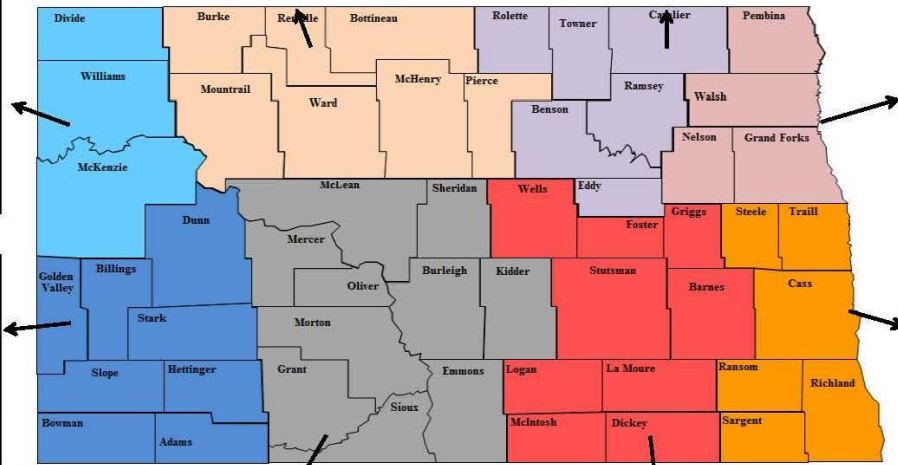 Divide
Burke
Renville
Bottineau
Rolette
Towner
Cavalier
Pembina
Williams
Mountrail
Ward
McHenry
Pierce
Benson
Ramsey
Walsh
Nelson
Grand Forks
McKenzie
McLean
Sheridan
Wells
Eddy
Dunn
Mercer
Foster
Griggs
Steele
Traill
Golden
Valley
Billings
Oliver
Burleigh
Kidder
Stutsman
Barnes
Cass
Stark
Morton
Slope
Hettinger
Grant
Emmons
Logan
La Moure
Ransom
Richland
Sioux
Bowman
Adams
McIntosh
Dickey
Sargent